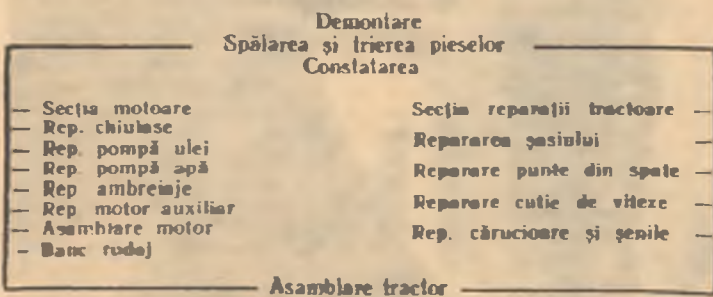 Demontare
Spălarea și trierea pieselor
Constatarea
— Secția motoare
— Rep. chiulase
— Rep. pompă ulei
— Rep. pompă apă
— Rep ambreiaje
— Rep motor auxiliar
— Asamblare motor
— Banc rodaj
Secția reparații tractoare —
Repararea șasiului —
Reparare punte din spate —
Reparare cutie de viteze —
Rep. cărucioare și șenile —
Asamblare tractor